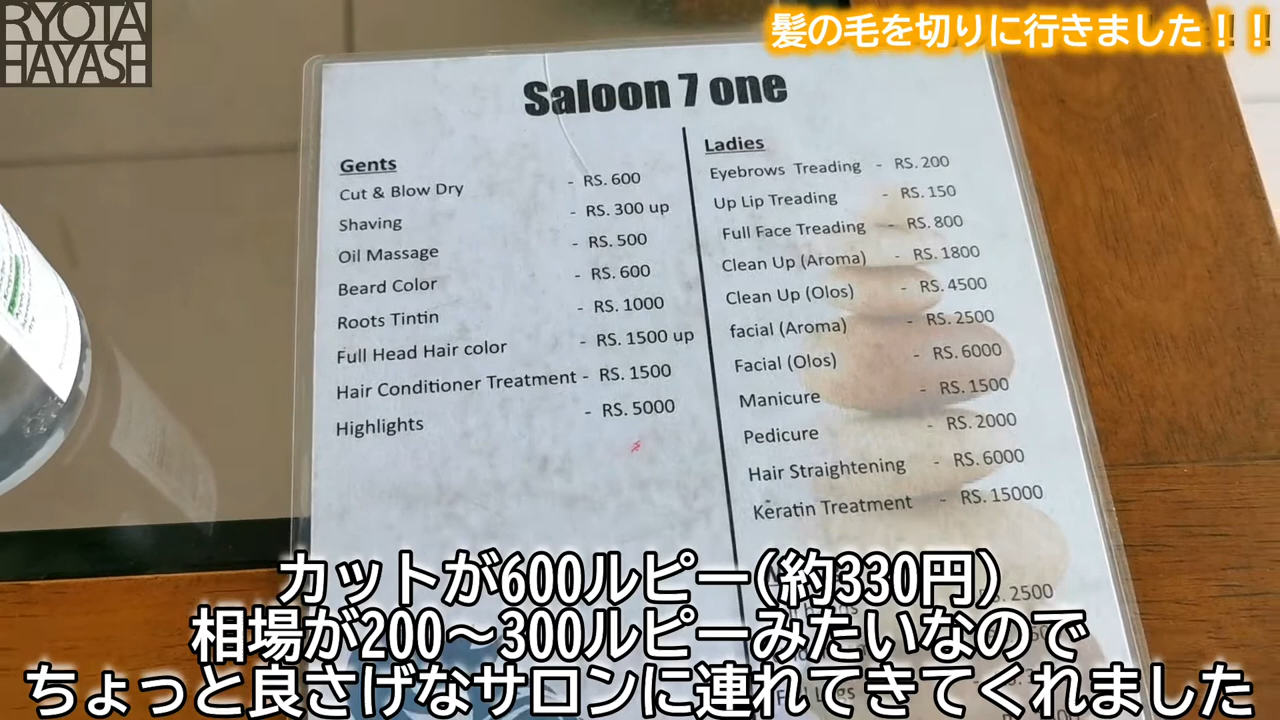 RYOTA
HAYASHI
髪の毛を切りに行きました！！
Saloon 7 one
Gents
Cut & Blow Dry - RS. 600
Shaving - RS. 300 up
Oil Massage - RS. 500
Beard Color - RS. 600
Roots Tintin - RS. 1000
Full Head Hair color - RS. 1500 up
Hair Conditioner Treatment - RS. 1500
Highlights - RS. 5000
Ladies
Eyebrows Treading - RS. 200
Up Lip Treading - RS. 150
Full Face Treading - RS. 800
Clean Up (Aroma) - RS. 1800
Clean Up (Olos) - RS. 4500
facial (Aroma) - RS. 2500
Facial (Olos) - RS. 6000
Manicure - RS. 1500
Pedicure - RS. 2000
Hair Straightening - RS. 6000
Keratin Treatment - RS. 15000
2500
カットが600ルピー(約330円)
相場が200～300ルピーみたいなので
ちょっと良さげなサロンに連れてきてくれました